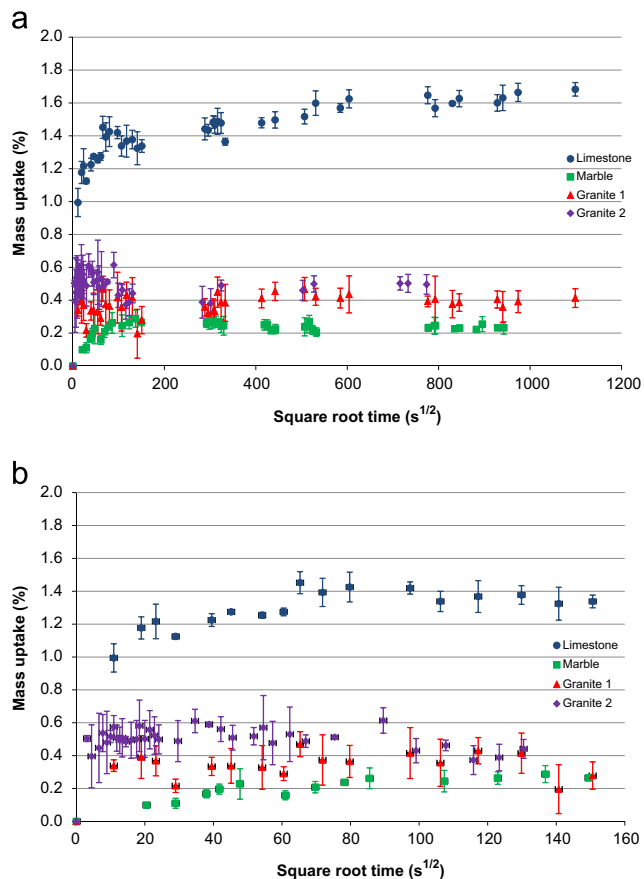 a
2.0
1.8
1.6
1.4
1.2
1.0
0.8
0.6
0.4
0.2
0.0
Mass uptake (%)
Limestone
Marble
Granite 1
Granite 2
0 200 400 600 800 1000 1200
Square root time (s1/2)
b
2.0
1.8
1.6
1.4
1.2
1.0
0.8
0.6
0.4
0.2
0.0
Mass uptake (%)
Limestone
Marble
Granite 1
Granite 2
0 20 40 60 80 100 120 140 160
Square root time (s1/2)